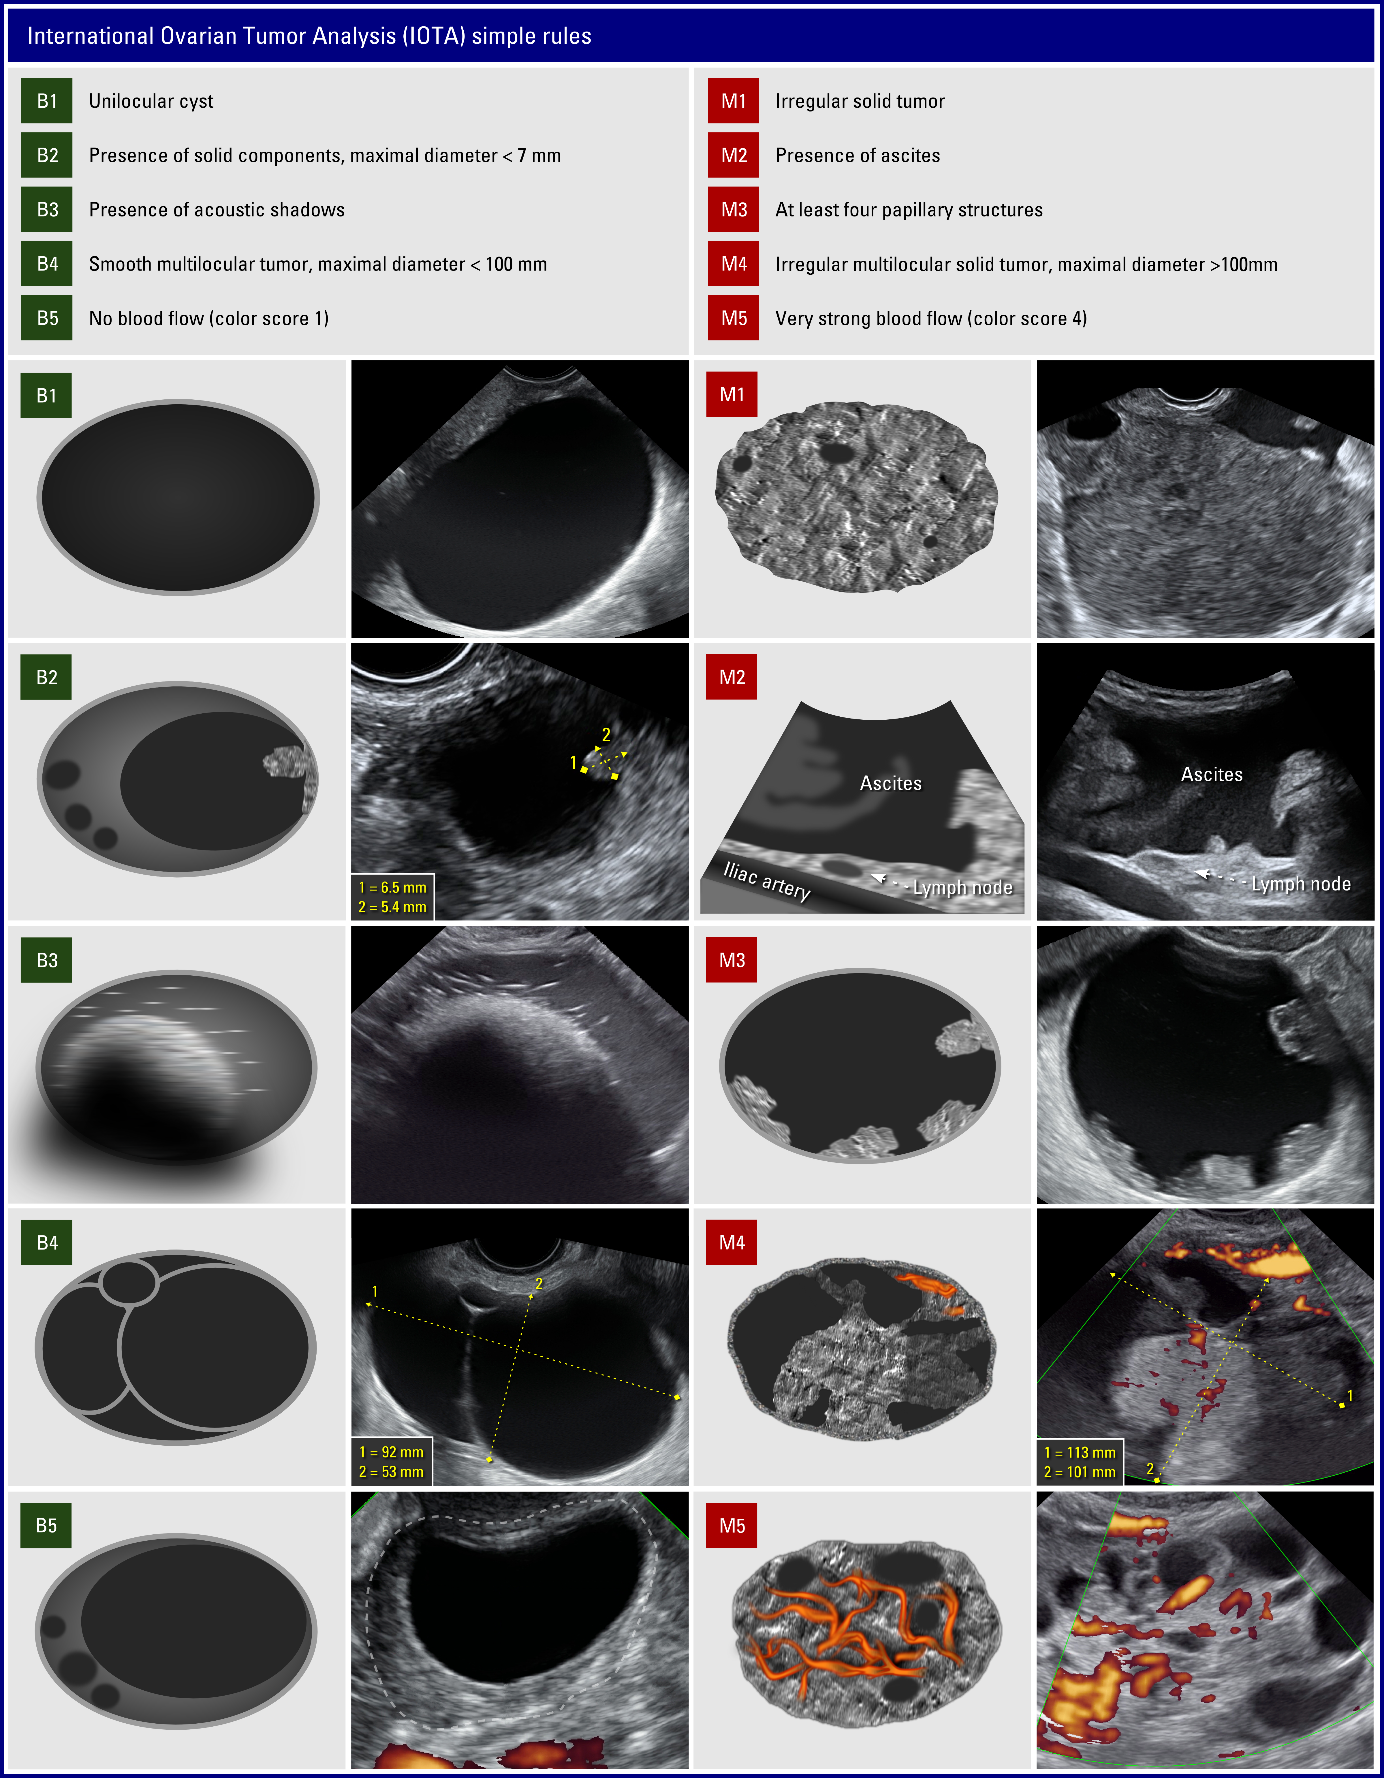 International Ovarian Tumor Analysis (IOTA) simple rules
B1 Unilocular cyst
B2 Presence of solid components, maximal diameter < 7 mm
B3 Presence of acoustic shadows
B4 Smooth multilocular tumor, maximal diameter < 100 mm
B5 No blood flow (color score 1)
M1 Irregular solid tumor
M2 Presence of ascites
M3 At least four papillary structures
M4 Irregular multilocular solid tumor, maximal diameter >100mm
M5 Very strong blood flow (color score 4)
B1
M1
B2
2
1
1 = 6.5 mm
2 = 5.4 mm
M2
Ascites
Iliac artery
Lymph node
Ascites
Lymph node
B3
M3
B4
1
2
1 = 92 mm
2 = 53 mm
M4
1
2
1 = 113 mm
2 = 101 mm
B5
M5